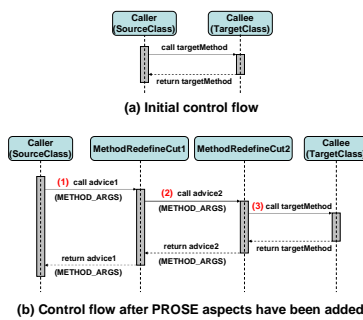 Caller
(SourceClass)
Callee
(TargetClass)
call targetMethod
return targetMethod
(a) Initial control flow
Caller
(SourceClass)
MethodRedefineCut1
MethodRedefineCut2
Callee
(TargetClass)
(1) call advice1
(METHOD_ARGS)
(2) call advice2
(METHOD_ARGS)
(3) call targetMethod
return targetMethod
return advice2
(METHOD_ARGS)
return advice1
(METHOD_ARGS)
(b) Control flow after PROSE aspects have been added